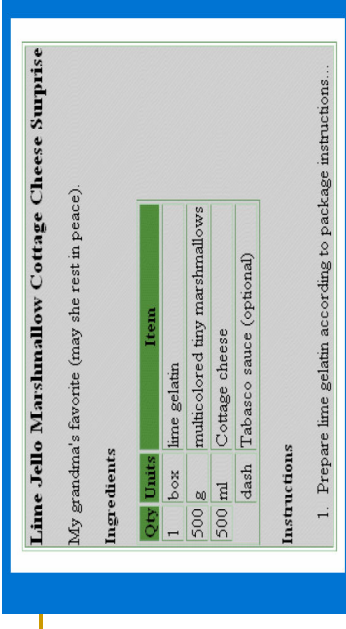 Lime Jello Marshmallow Cottage Cheese Surprise
My grandma's favorite (may she rest in peace).
Ingredients
Qty Units Item
1 box lime gelatin
500 g multicolored tiny marshmallows
500 ml Cottage cheese
dash Tabasco sauce (optional)
Instructions
1. Prepare lime gelatin according to package instructions...